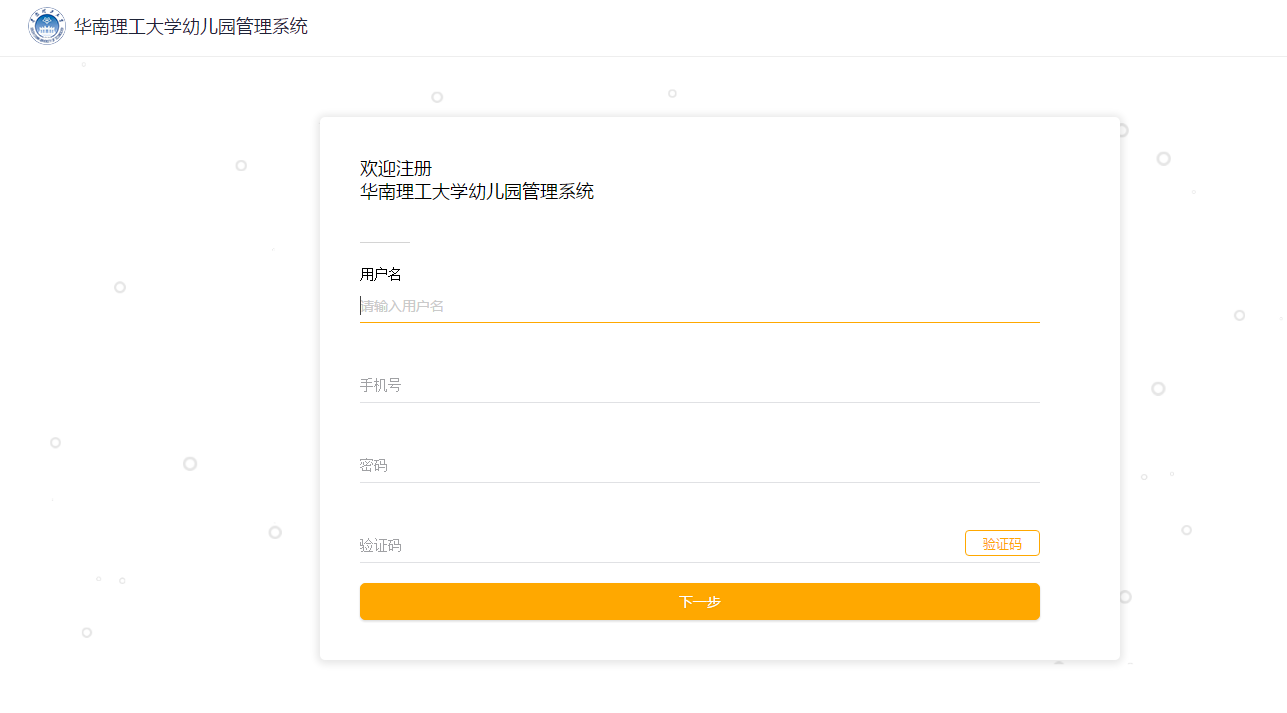 华南理工大学幼儿园管理系统
欢迎注册
华南理工大学幼儿园管理系统
用户名
请输入用户名
手机号
密码
验证码
验证码
下一步